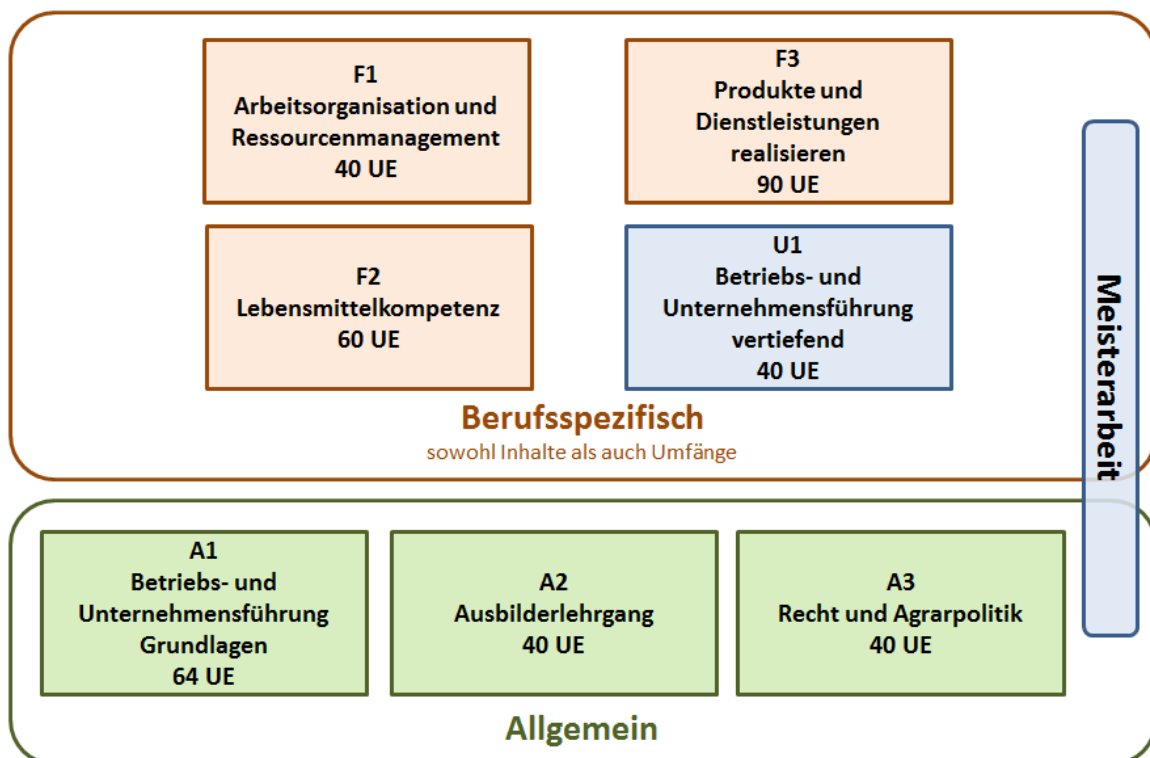 F1
Arbeitsorganisation und
Ressourcenmanagement
40 UE
F3
Produkte und
Dienstleistungen
realisieren
90 UE
F2
Lebensmittelkompetenz
60 UE
U1
Betriebs- und
Unternehmensführung
vertiefend
40 UE
Berufsspezifisch
sowohl Inhalte als auch Umfänge
Meisterarbeit
A1
Betriebs- und
Unternehmensführung
Grundlagen
64 UE
A2
Ausbilderlehrgang
40 UE
A3
Recht und Agrarpolitik
40 UE
Allgemein